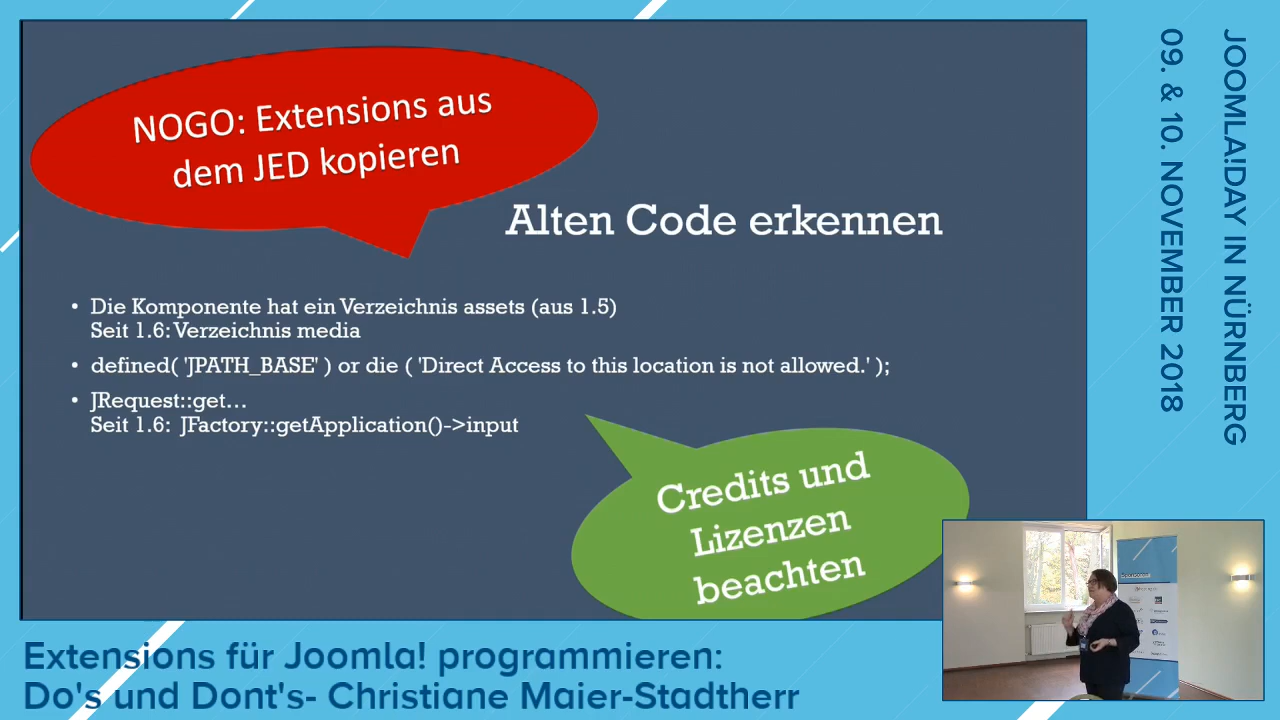 NOGO: Extensions aus
dem JED kopieren
Alten Code erkennen
• Die Komponente hat ein Verzeichnis assets (aus 1.5)
Seit 1.6: Verzeichnis media
• defined( 'JPATH_BASE' ) or die ( 'Direct Access to this location is not allowed.' );
• JRequest::get...
Seit 1.6: JFactory::getApplication()->input
Credits und
Lizenzen
beachten
JOOMLA!DAY IN NÜRNBERG
09. & 10. NOVEMBER 2018
Extensions für Joomla! programmieren:
Do's und Dont's- Christiane Maier-Stadtherr